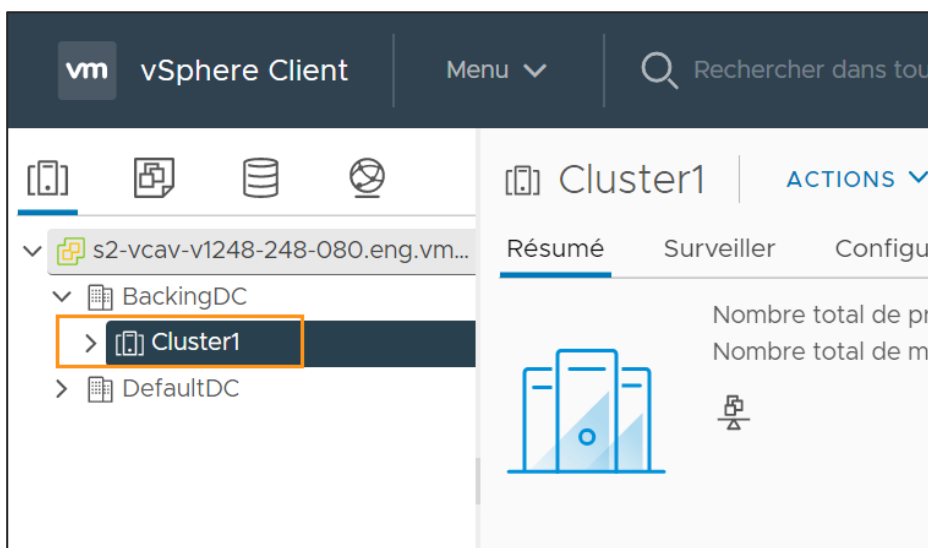 vm vSphere Client Menu Rechercher dans tou
Cluster1 ACTIONS
s2-vcav-v1248-248-080.eng.vm...
Résumé Surveiller Configu
BackingDC
Nombre total de pr
Cluster1
Nombre total de m
DefaultDC